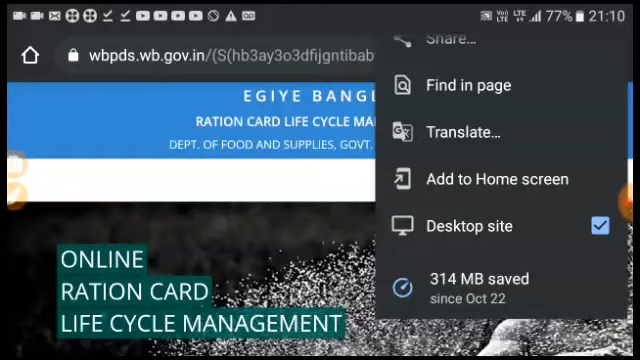 77% 21:10
wbpds.wb.gov.in/(S(hb3ay3o3dfijgntibab
Share...
Find in page
Translate...
Add to Home screen
Desktop site
314 MB saved
since Oct 22
EGIYE BANGL
RATION CARD LIFE CYCLE MA
DEPT. OF FOOD AND SUPPLIES, GOVT.
ONLINE
RATION CARD
LIFE CYCLE MANAGEMENT